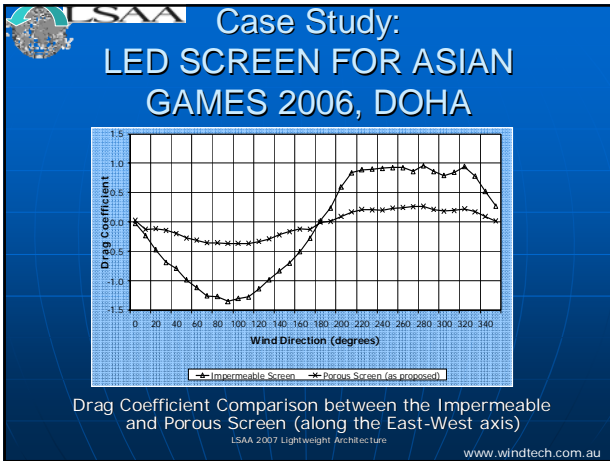 LSAA
Case Study:
LED SCREEN FOR ASIAN
GAMES 2006, DOHA
1.5
1.0
0.5
0.0
-0.5
-1.0
-1.5
Drag Coefficient
0 20 40 60 80 100 120 140 160 180 200 220 240 260 280 300 320 340
Wind Direction (degrees)
Impermeable Screen Porous Screen (as proposed)
Drag Coefficient Comparison between the Impermeable
and Porous Screen (along the East-West axis)
LSAA 2007 Lightweight Architecture
www.windtech.com.au